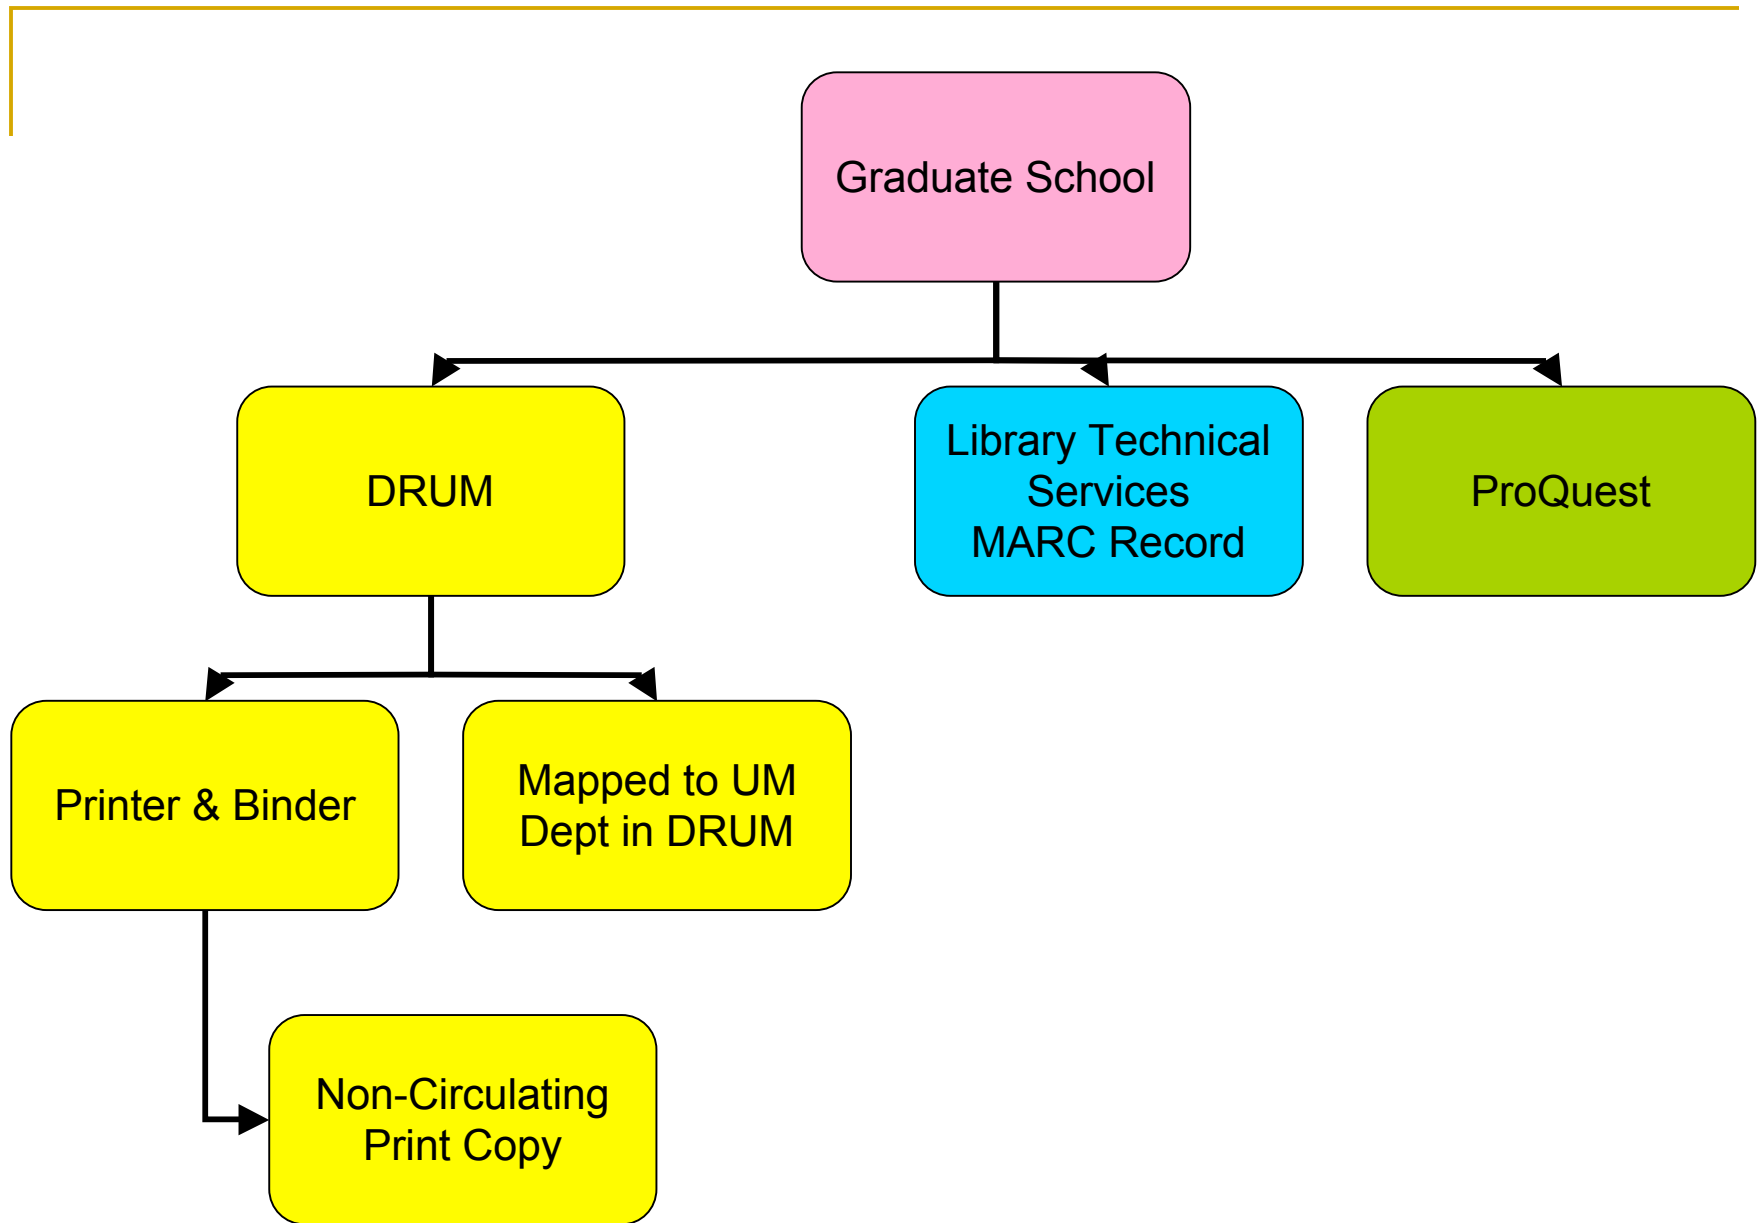 Graduate School
DRUM
Library Technical
Services
MARC Record
ProQuest
Printer & Binder
Mapped to UM
Dept in DRUM
Non-Circulating
Print Copy